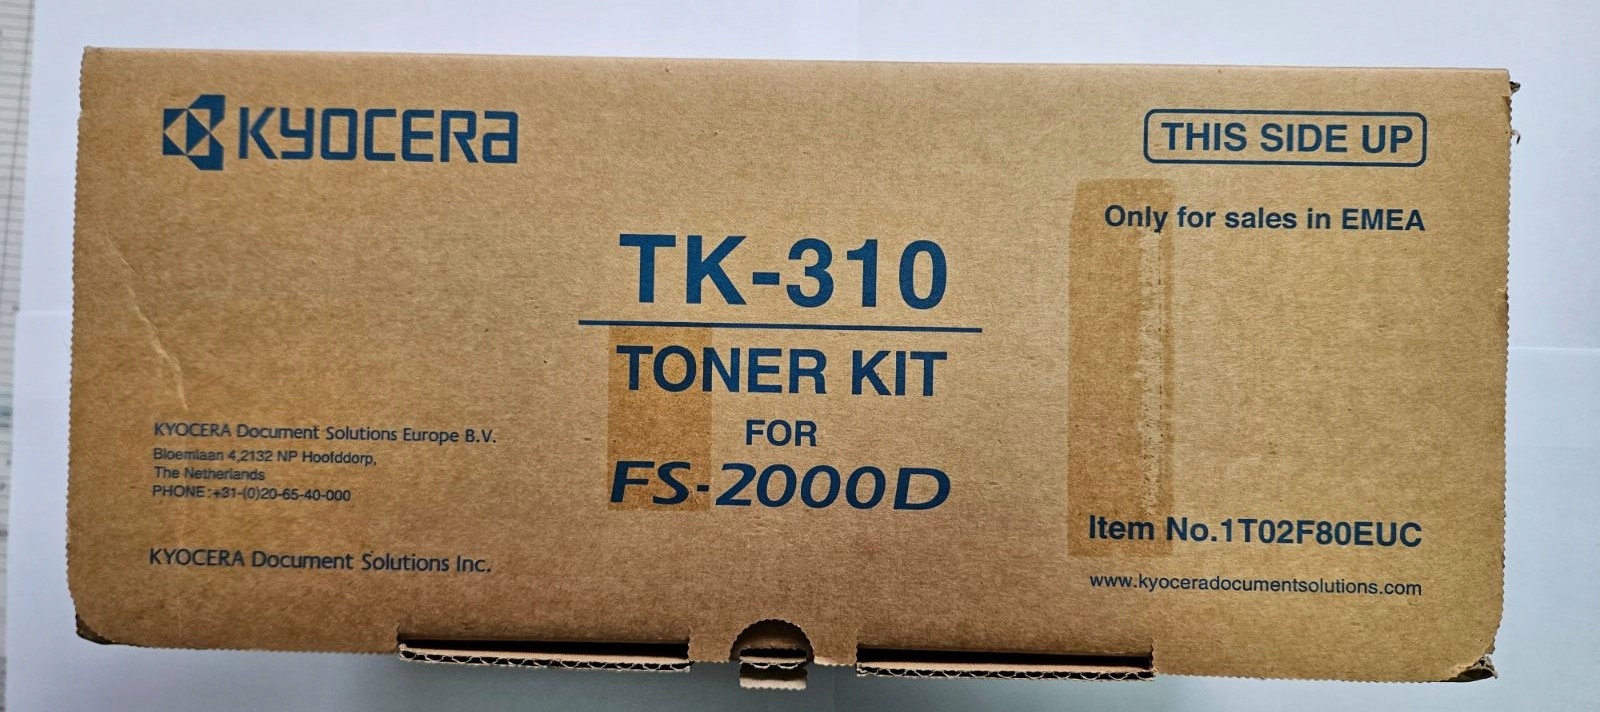 KYOCERA
THIS SIDE UP
Only for sales in EMEA
TK-310
TONER KIT
FOR
FS-2000D
KYOCERA Document Solutions Europe B.V.
Bloemlaan 4,2132 NP Hoofddorp,
The Netherlands
PHONE:+31-(0)20-65-40-000
KYOCERA Document Solutions Inc.
Item No.1T02F80EUC
www.kyoceradocumentsolutions.com